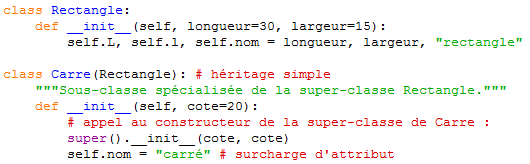 class Rectangle:
    def __init__(self, longueur=30, largeur=15):
        self.L, self.l, self.nom = longueur, largeur, "rectangle"

class Carre(Rectangle): # héritage simple
    """Sous-classe spécialisée de la super-classe Rectangle."""
    def __init__(self, cote=20):
        # appel au constructeur de la super-classe de Carre :
        super().__init__(cote, cote)
        self.nom = "carré" # surcharge d'attribut